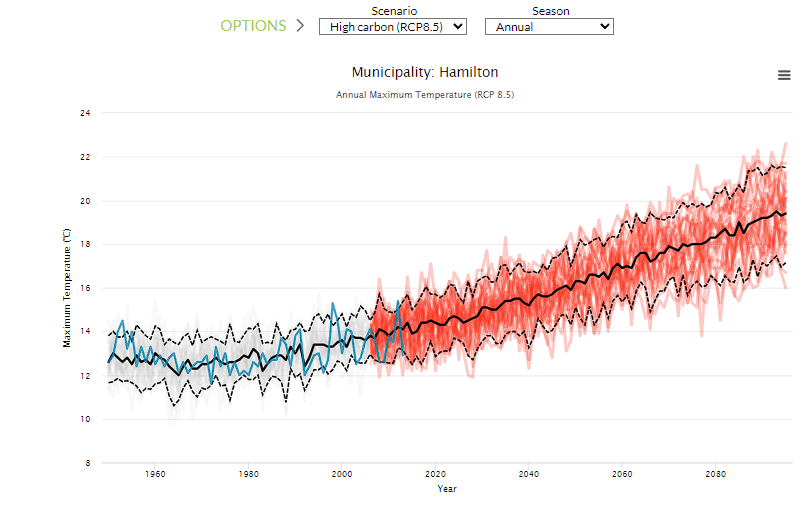 Scenario
Season
OPTIONS
High carbon (RCP8.5)
Annual
Municipality: Hamilton
Annual Maximum Temperature (RCP 8.5)
24
22
20
18
16
14
12
10
8
Maximum Temperature (°C)
1960
1980
2000
2020
2040
2060
2080
Year